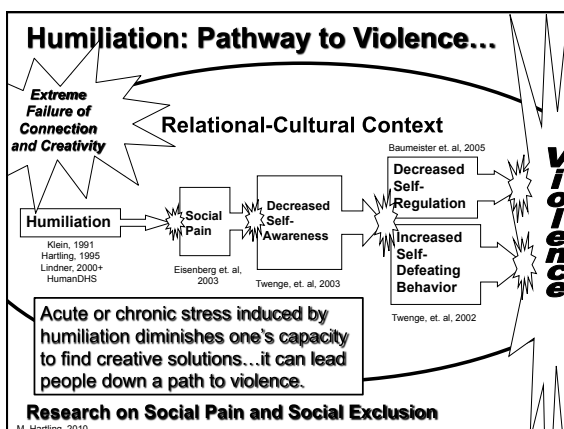 Humiliation: Pathway to Violence…
Extreme
Failure of
Connection
and Creativity
Relational-Cultural Context
Baumeister et. al, 2005
Decreased
Self-
Regulation
Humiliation
Social
Pain
Decreased
Self-
Awareness
Increased
Self-
Defeating
Behavior
Violence
Klein, 1991
Hartling, 1995
Lindner, 2000+
HumanDHS
Eisenberg et. al,
2003
Twenge, et. al, 2003
Twenge, et. al, 2002
Acute or chronic stress induced by
humiliation diminishes one's capacity
to find creative solutions…it can lead
people down a path to violence.
Research on Social Pain and Social Exclusion
M. Hartling, 2010